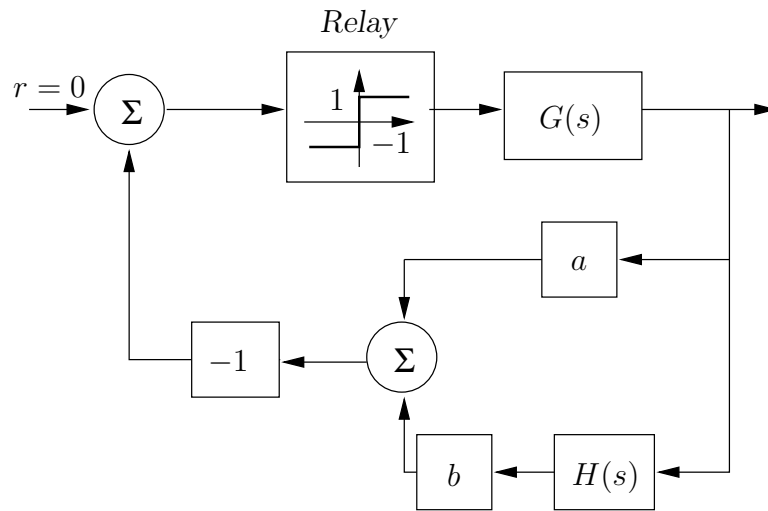 Relay
r = 0
Σ
1
−1
G(s)
a
−1
Σ
b
H(s)